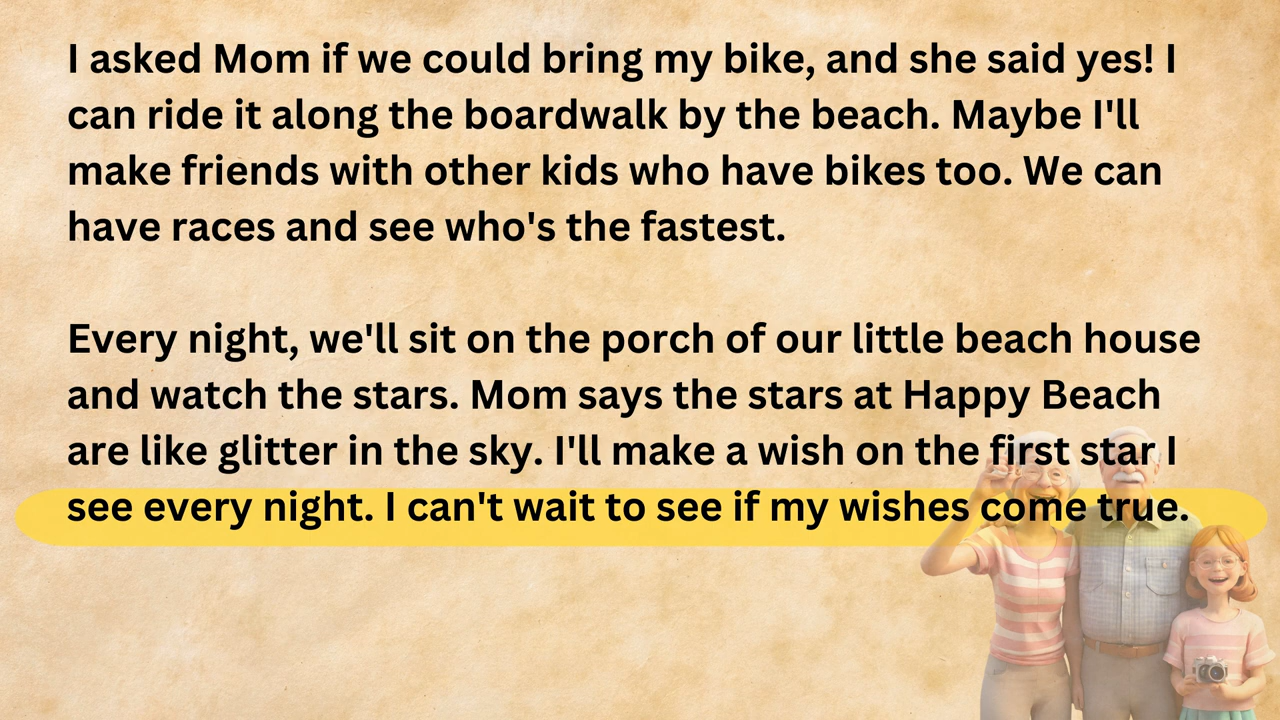 I asked Mom if we could bring my bike, and she said yes! I
can ride it along the boardwalk by the beach. Maybe I'll
make friends with other kids who have bikes too. We can
have races and see who's the fastest.
Every night, we'll sit on the porch of our little beach house
and watch the stars. Mom says the stars at Happy Beach
are like glitter in the sky. I'll make a wish on the first star I
see every night. I can't wait to see if my wishes come true.